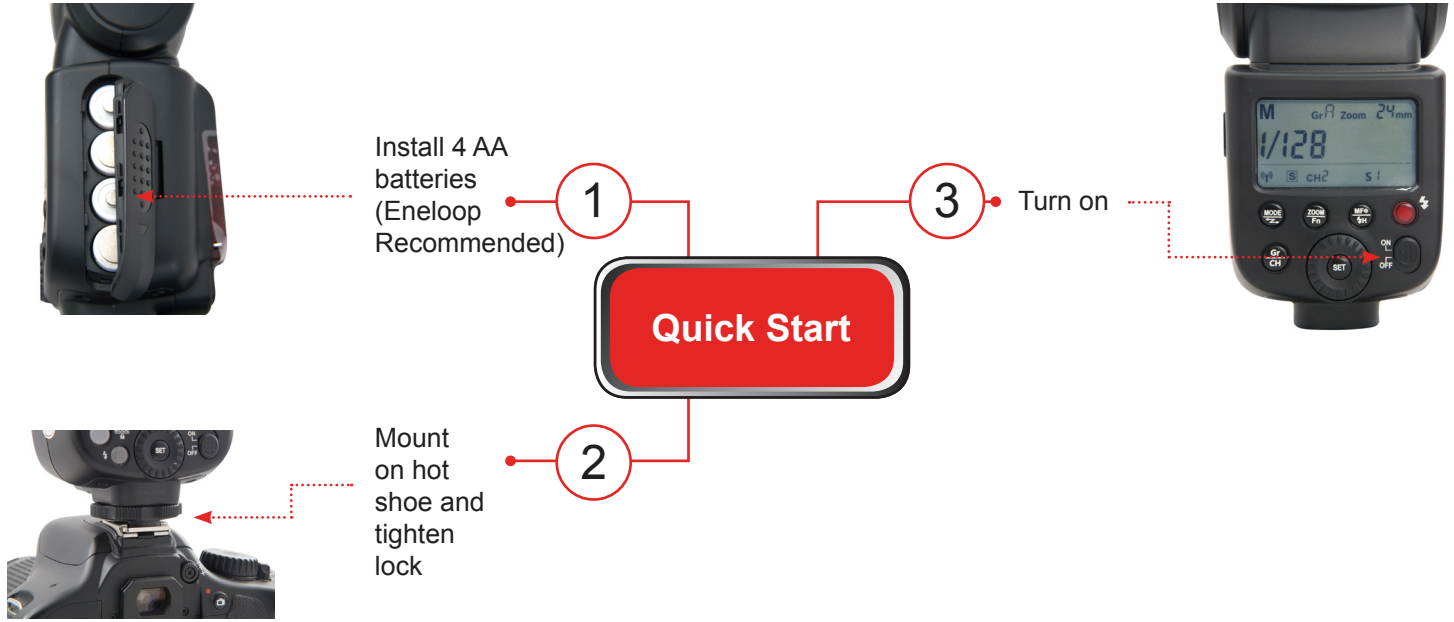 Install 4 AA
batteries
(Eneloop
Recommended)
1
Quick Start
2
Mount
on hot
shoe and
tighten
lock
SET
ON
OFF
3
Turn on
M GrA Zoom 24mm
1/128
S CH2 S1
MODE
ZOOM
Fn
MF
H
Gr
CH
SET
ON
OFF